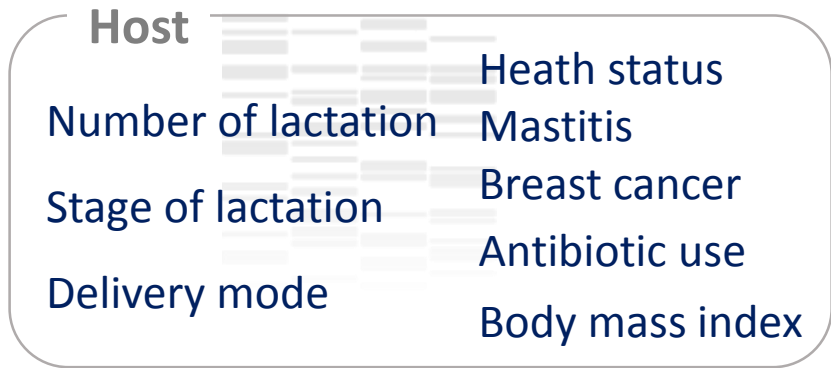 Host
Number of lactation
Stage of lactation
Delivery mode
Heath status
Mastitis
Breast cancer
Antibiotic use
Body mass index